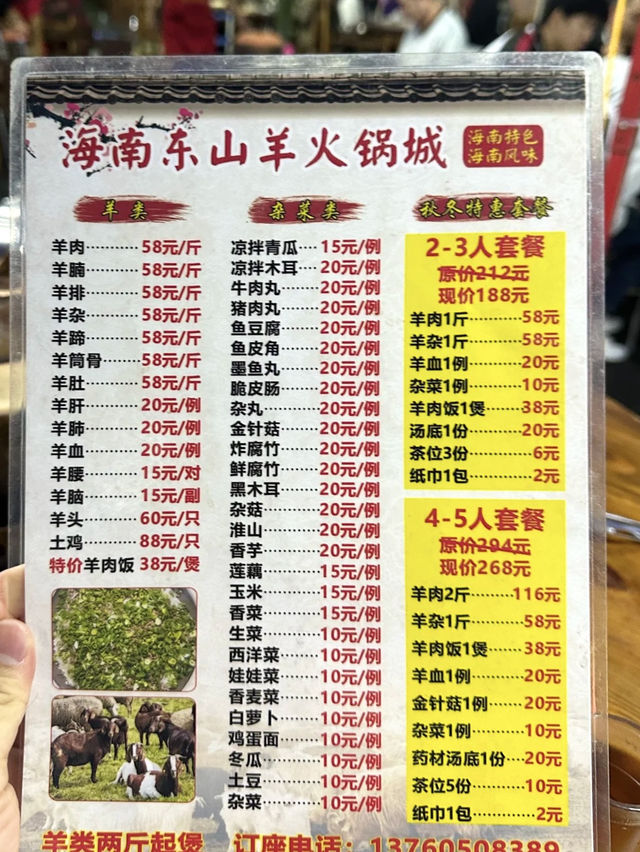 海南东山羊火锅城
海南特色
海南风味
羊类
羊肉 58元/斤
羊腩 58元/斤
羊排 58元/斤
羊杂 58元/斤
羊蹄 58元/斤
羊筒骨 58元/斤
羊肚 58元/斤
羊肝 20元/例
羊肺 20元/例
羊血 20元/例
羊腰 15元/对
羊脑 15元/副
羊头 60元/只
土鸡 88元/只
特价羊肉饭 38元/煲
杂菜类
凉拌青瓜 15元/例
凉拌木耳 20元/例
牛肉丸 20元/例
猪肉丸 20元/例
鱼豆腐 20元/例
鱼皮角 20元/例
墨鱼丸 20元/例
脆皮肠 20元/例
杂丸 20元/例
金针菇 20元/例
炸腐竹 20元/例
鲜腐竹 20元/例
黑木耳 20元/例
杂菇 20元/例
淮山 20元/例
香芋 20元/例
莲藕 15元/例
玉米 15元/例
香菜 15元/例
生菜 10元/例
西洋菜 10元/例
娃娃菜 10元/例
香麦菜 10元/例
白萝卜 10元/例
鸡蛋面 10元/例
冬瓜 10元/例
土豆 10元/例
杂菜 10元/例
秋冬特惠套餐
2-3人套餐
原价212元
现价188元
羊肉1斤 58元
羊杂1斤 58元
羊血1例 20元
杂菜1例 10元
羊肉饭1煲 38元
汤底1份 20元
茶位3份 6元
纸巾1包 2元
4-5人套餐
原价294元
现价268元
羊肉2斤 116元
羊杂1斤 58元
羊肉饭1煲 38元
羊血1例 20元
金针菇1例 20元
杂菜1例 10元
药材汤底1份 20元
茶位5份 10元
纸巾1包 2元
羊类两斤起煲 订座电话：13760508389